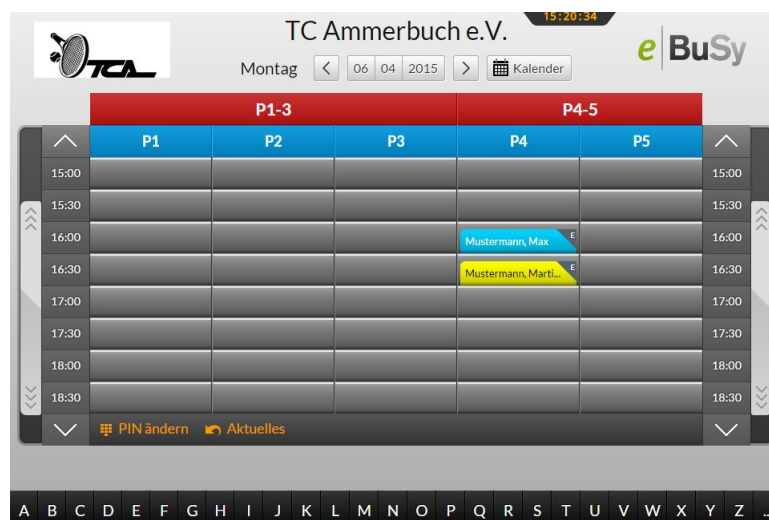 15:20:34
TC Ammerbuch e.V.
TCA
e BuSy
Montag 06 04 2015 Kalender
P1-3 P4-5
P1 P2 P3 P4 P5
15:00 15:00
15:30 15:30
16:00 Mustermann, Max E 16:00
16:30 Mustermann, Marti... E 16:30
17:00 17:00
17:30 17:30
18:00 18:00
18:30 18:30
PIN ändern Aktuelles
A B C D E F G H I J K L M N O P Q R S T U V W X Y Z ..